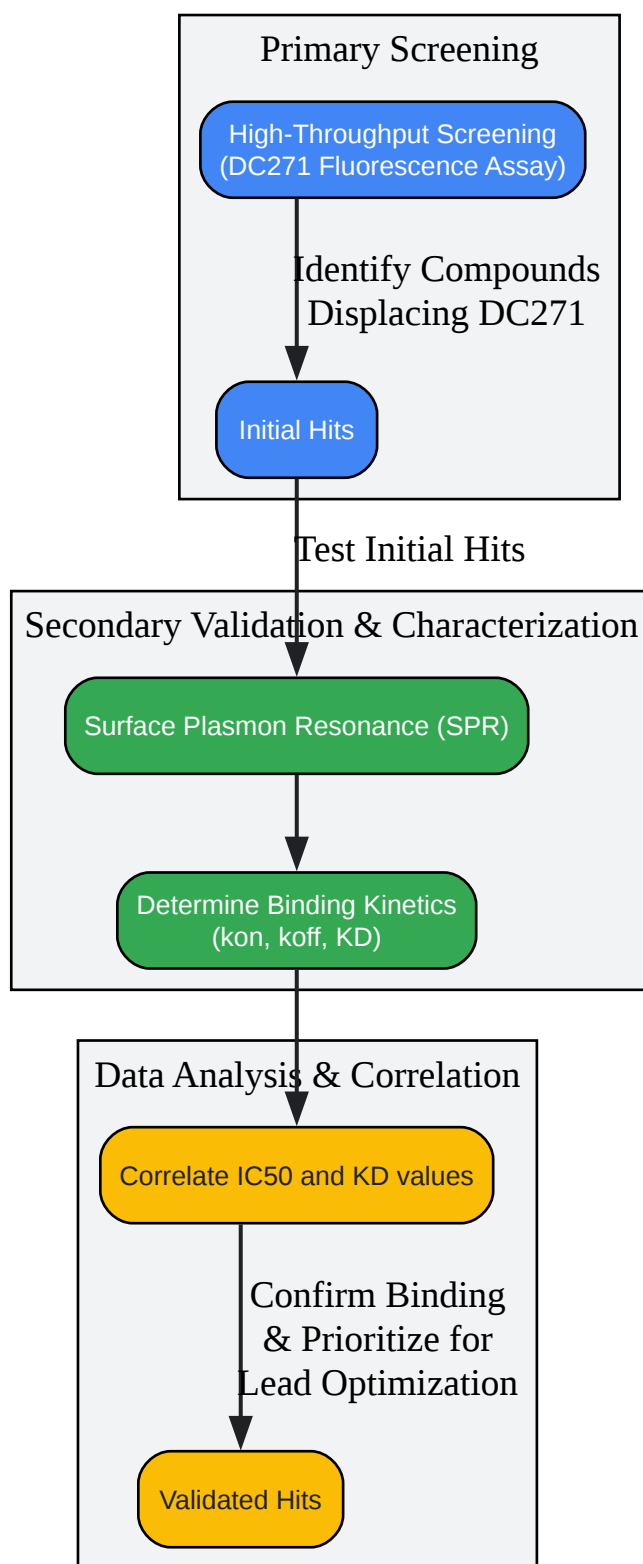 Primary Screening
High-Throughput Screening
(DC271 Fluorescence Assay)
Identify Compounds
Displacing DC271
Initial Hits
Test Initial Hits
Secondary Validation & Characterization
Surface Plasmon Resonance (SPR)
Determine Binding Kinetics
(kon, koff, KD)
Data Analysis & Correlation
Correlate IC50 and KD values
Confirm Binding
& Prioritize for
Lead Optimization
Validated Hits